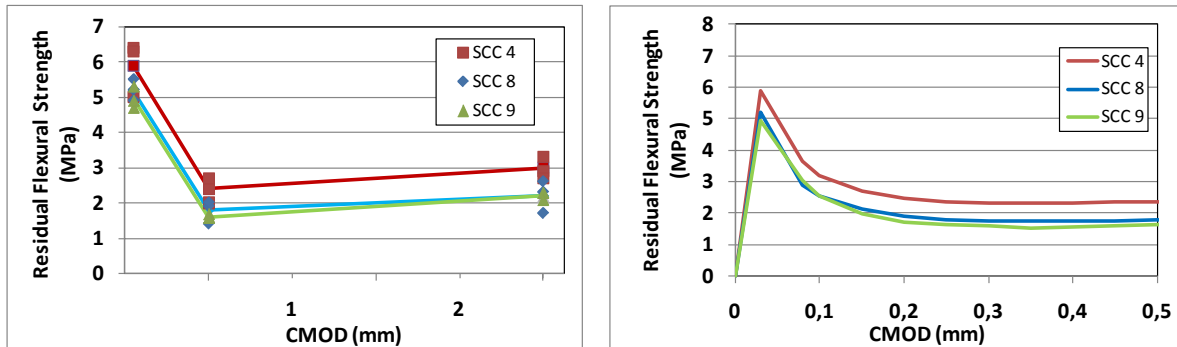 Residual Flexural Strength
(MPa)
7
6
5
4
3
2
1
0
SCC 4
SCC 8
SCC 9
1
2
CMOD (mm)
Residual Flexural Strength
(MPa)
8
7
6
5
4
3
2
1
0
SCC 4
SCC 8
SCC 9
0
0,1
0,2
0,3
0,4
0,5
CMOD (mm)